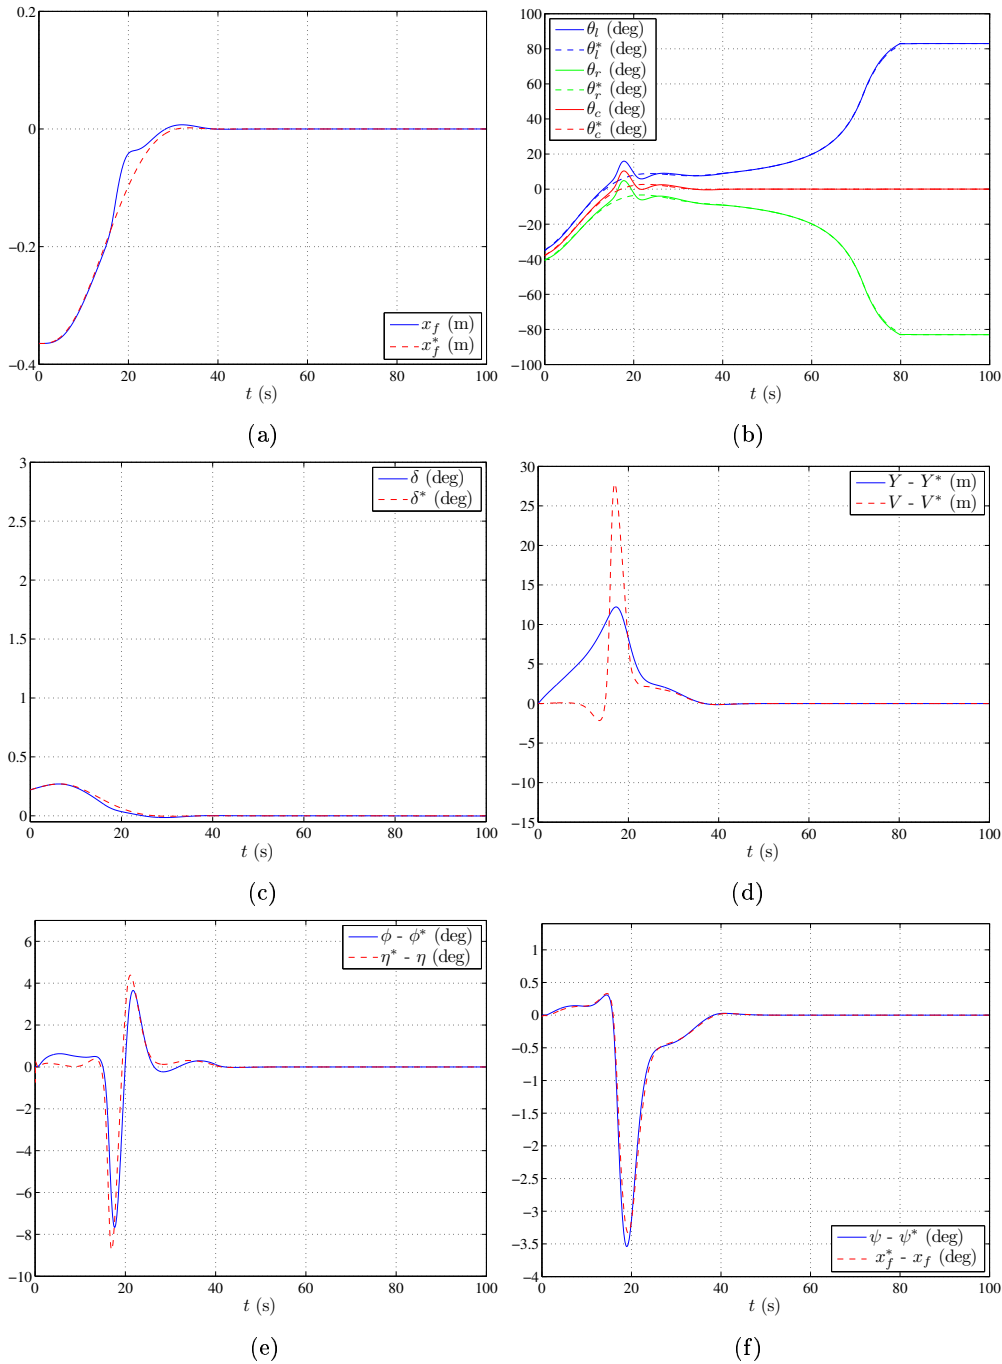 0.2
0
−0.2
−0.4
0 20 40 60 80 100
x_f (m)
x_f^* (m)
t (s)
(a)
100
80
60
40
20
0
−20
−40
−60
−80
−100
0 20 40 60 80 100
θ_l (deg)
θ_l^* (deg)
θ_r (deg)
θ_r^* (deg)
θ_c (deg)
θ_c^* (deg)
t (s)
(b)
3
2.5
2
1.5
1
0.5
0
0 20 40 60 80 100
δ (deg)
δ^* (deg)
t (s)
(c)
30
25
20
15
10
5
0
−5
−10
−15
0 20 40 60 80 100
Y - Y^* (m)
V - V^* (m)
t (s)
(d)
6
4
2
0
−2
−4
−6
−8
−10
0 20 40 60 80 100
ϕ - ϕ^* (deg)
η^* - η (deg)
t (s)
(e)
1
0.5
0
−0.5
−1
−1.5
−2
−2.5
−3
−3.5
−4
0 20 40 60 80 100
ψ - ψ^* (deg)
x_f^* - x_f (deg)
t (s)
(f)